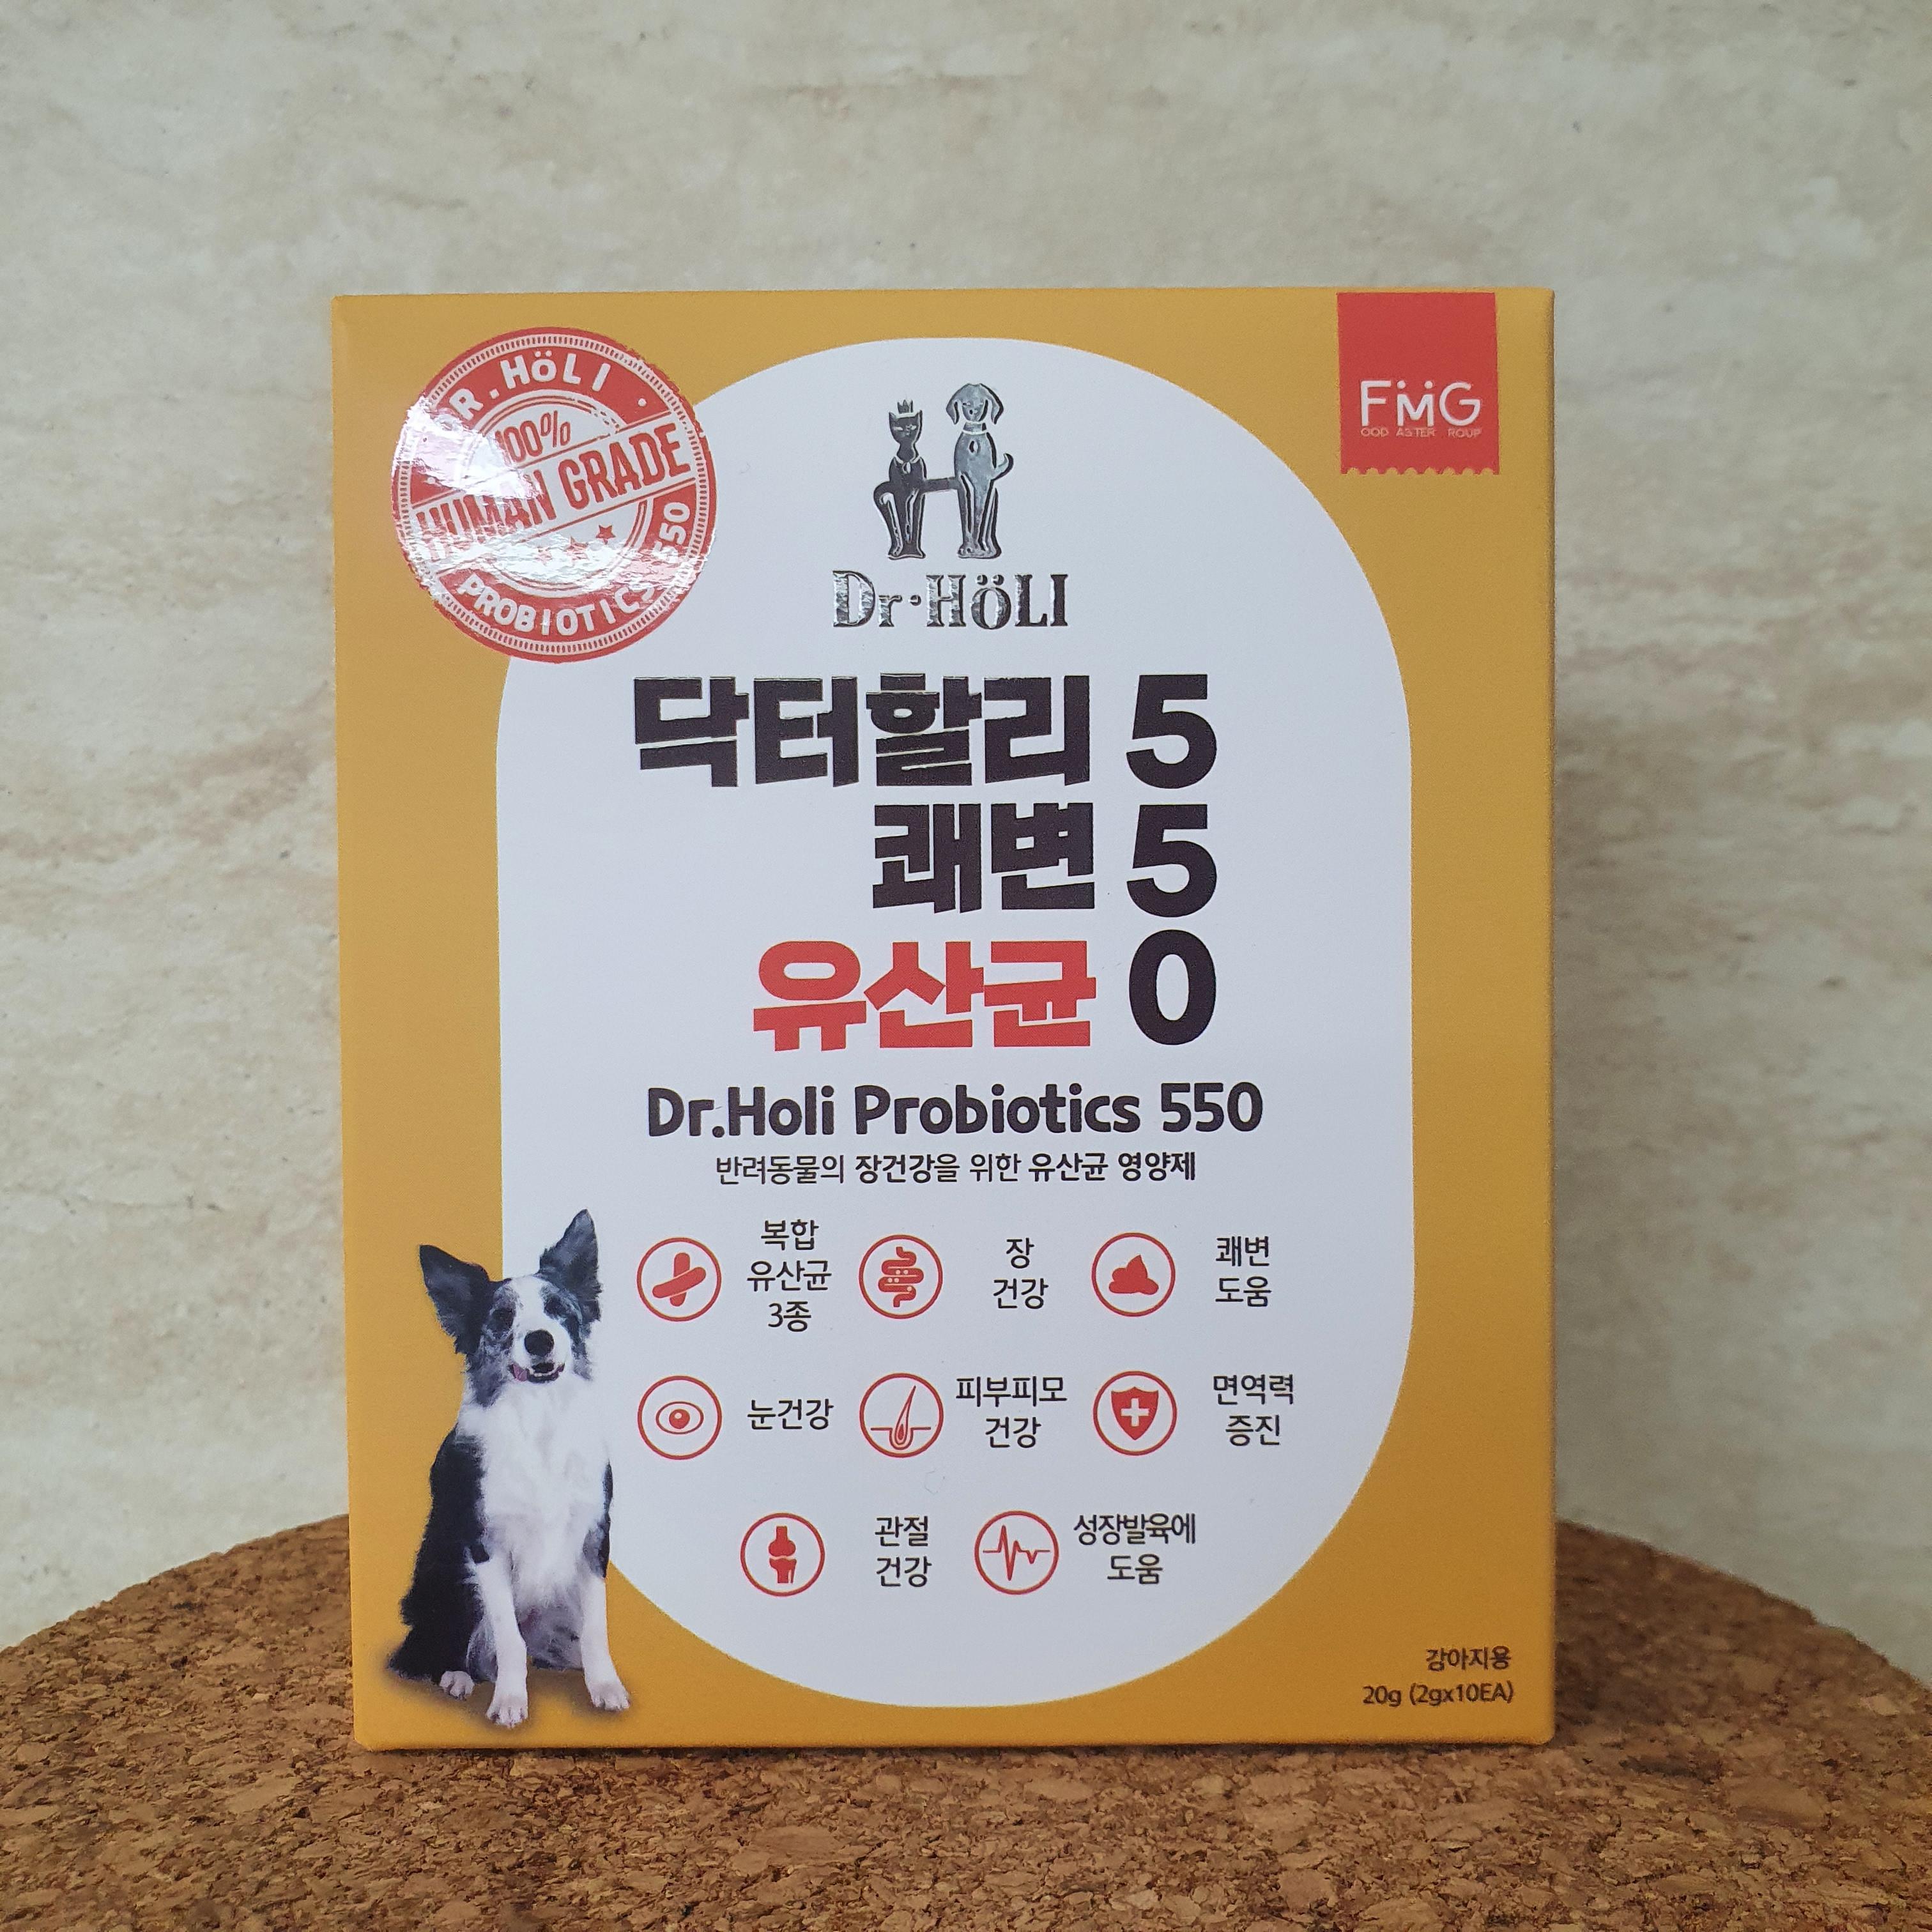 DR.HöLI
100%
HUMAN GRADE
PROBIOTICS 550
FMG
OOD ASTER ROUP
Dr·HöLI
닥터할리 5
쾌변 5
유산균 0
Dr.Holi Probiotics 550
반려동물의 장건강을 위한 유산균 영양제
복합
유산균
3종
장
건강
쾌변
도움
눈건강
피부피모
건강
면역력
증진
관절
건강
성장발육에
도움
강아지용
20g (2gx10EA)